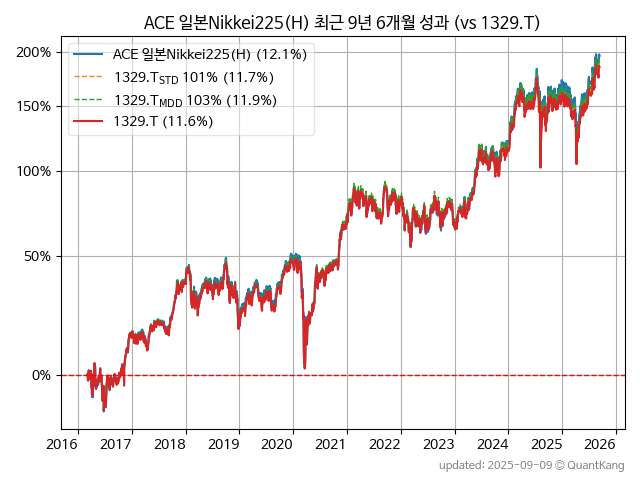 ACE 일본Nikkei225(H) 최근 9년 6개월 성과 (vs 1329.T)
ACE 일본Nikkei225(H) (12.1%)
1329.T_STD 101% (11.7%)
1329.T_MDD 103% (11.9%)
1329.T (11.6%)
200%
150%
100%
50%
0%
2016 2017 2018 2019 2020 2021 2022 2023 2024 2025 2026
updated: 2025-09-09 © QuantKang